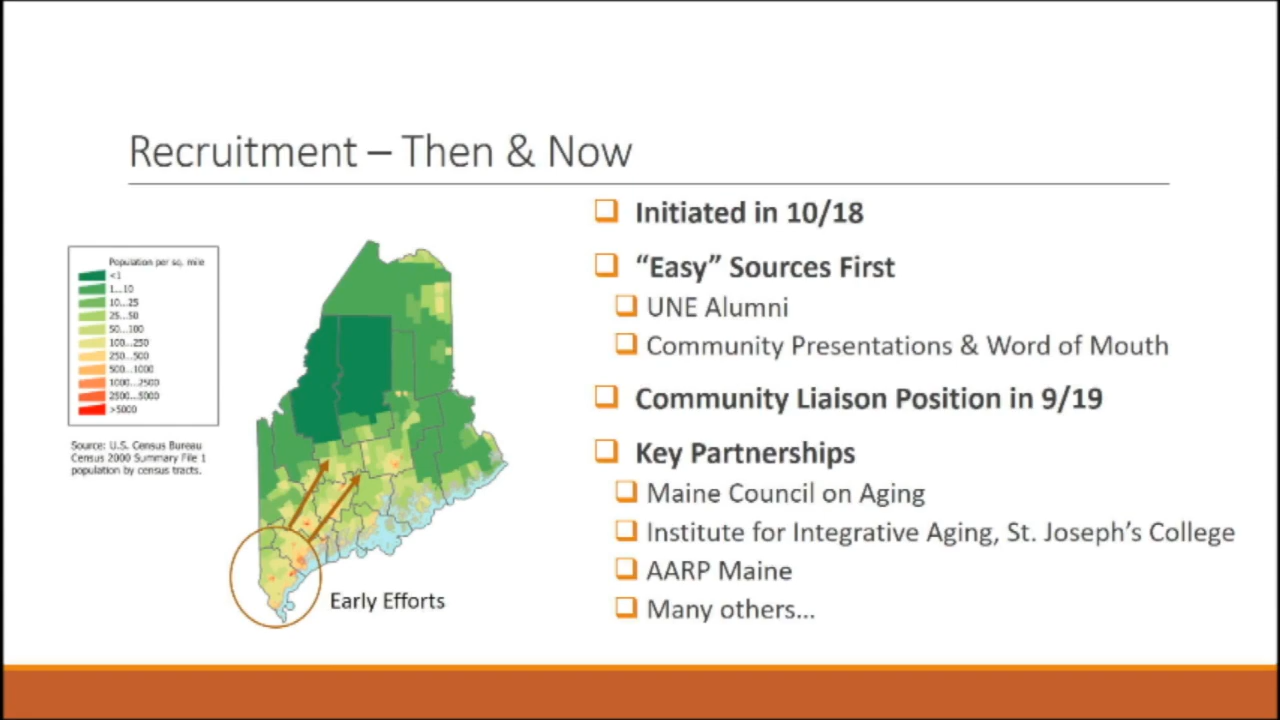 Recruitment – Then & Now
Population per sq. mile
<1
1...10
10...25
25...50
50...100
100...250
250...500
500...1000
1000...2500
2500...5000
>5000
Source: U.S. Census Bureau
Census 2000 Summary File 1
population by census tracts.
Early Efforts
Initiated in 10/18
“Easy” Sources First
UNE Alumni
Community Presentations & Word of Mouth
Community Liaison Position in 9/19
Key Partnerships
Maine Council on Aging
Institute for Integrative Aging, St. Joseph’s College
AARP Maine
Many others…